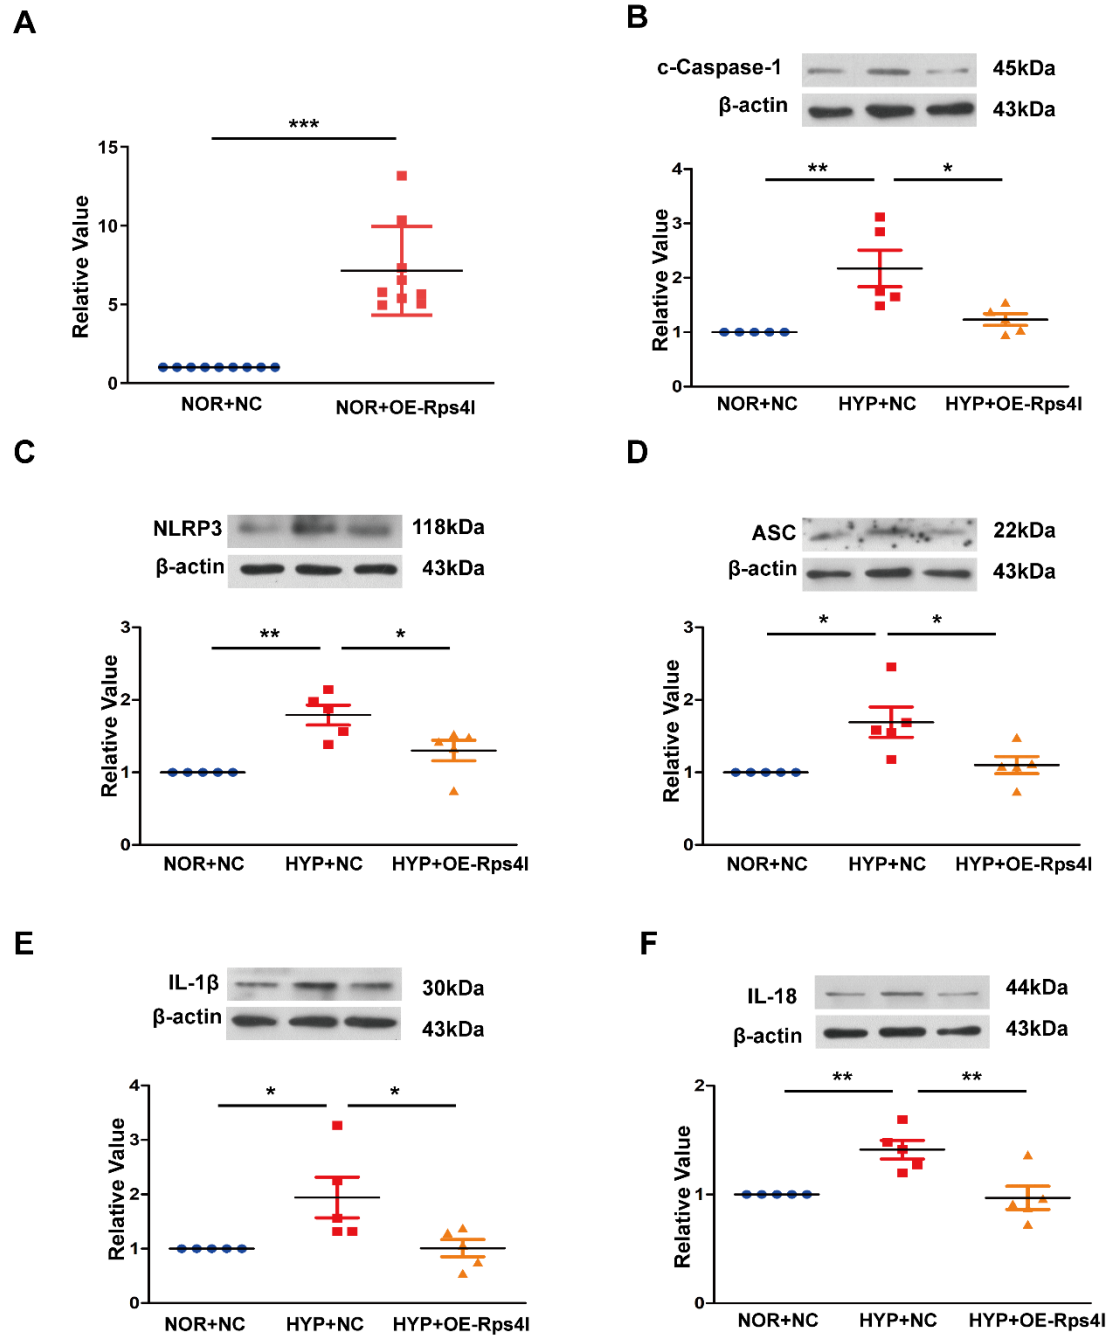 A
***
15
10
5
0
Relative Value
NOR+NC
NOR+OE-Rps4l
B
c-Caspase-1
45kDa
β-actin
43kDa
**
*
4
3
2
1
0
Relative Value
NOR+NC
HYP+NC
HYP+OE-Rps4l
C
NLRP3
118kDa
β-actin
43kDa
**
*
3
2
1
0
Relative Value
NOR+NC
HYP+NC
HYP+OE-Rps4l
D
ASC
22kDa
β-actin
43kDa
*
*
3
2
1
0
Relative Value
NOR+NC
HYP+NC
HYP+OE-Rps4l
E
IL-1β
30kDa
β-actin
43kDa
*
*
4
3
2
1
0
Relative Value
NOR+NC
HYP+NC
HYP+OE-Rps4l
F
IL-18
44kDa
β-actin
43kDa
**
**
2
1
0
Relative Value
NOR+NC
HYP+NC
HYP+OE-Rps4l